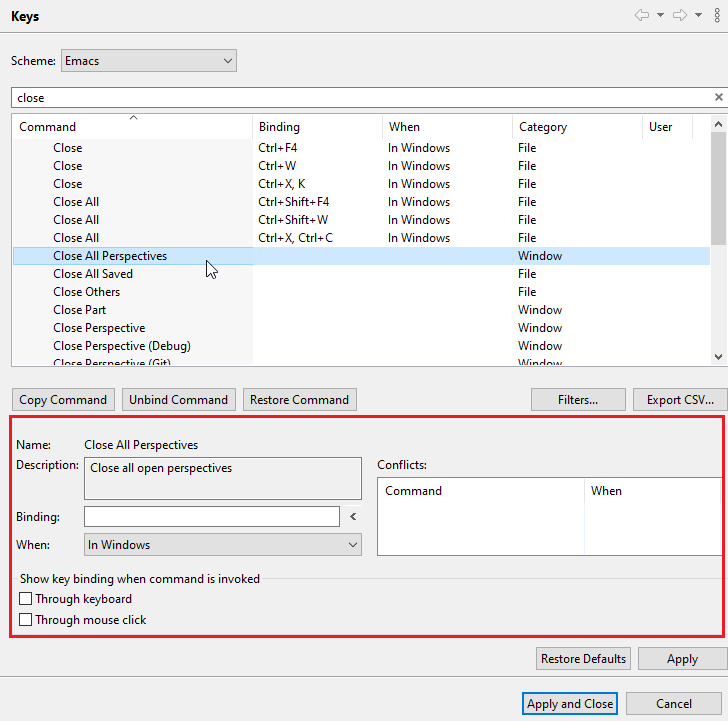 Keys
Scheme: Emacs
close
Command Binding When Category User
Close Ctrl+F4 In Windows File
Close Ctrl+W In Windows File
Close Ctrl+X, K In Windows File
Close All Ctrl+Shift+F4 In Windows File
Close All Ctrl+Shift+W In Windows File
Close All Ctrl+X, Ctrl+C In Windows File
Close All Perspectives Window
Close All Saved File
Close Others File
Close Part Window
Close Perspective Window
Close Perspective (Debug) Window
Close Perspective (Git) Window
Copy Command Unbind Command Restore Command Filters... Export CSV...
Name: Close All Perspectives
Description: Close all open perspectives Conflicts:
Command When
Binding: <
When: In Windows
Show key binding when command is invoked
Through keyboard
Through mouse click
Restore Defaults Apply
Apply and Close Cancel